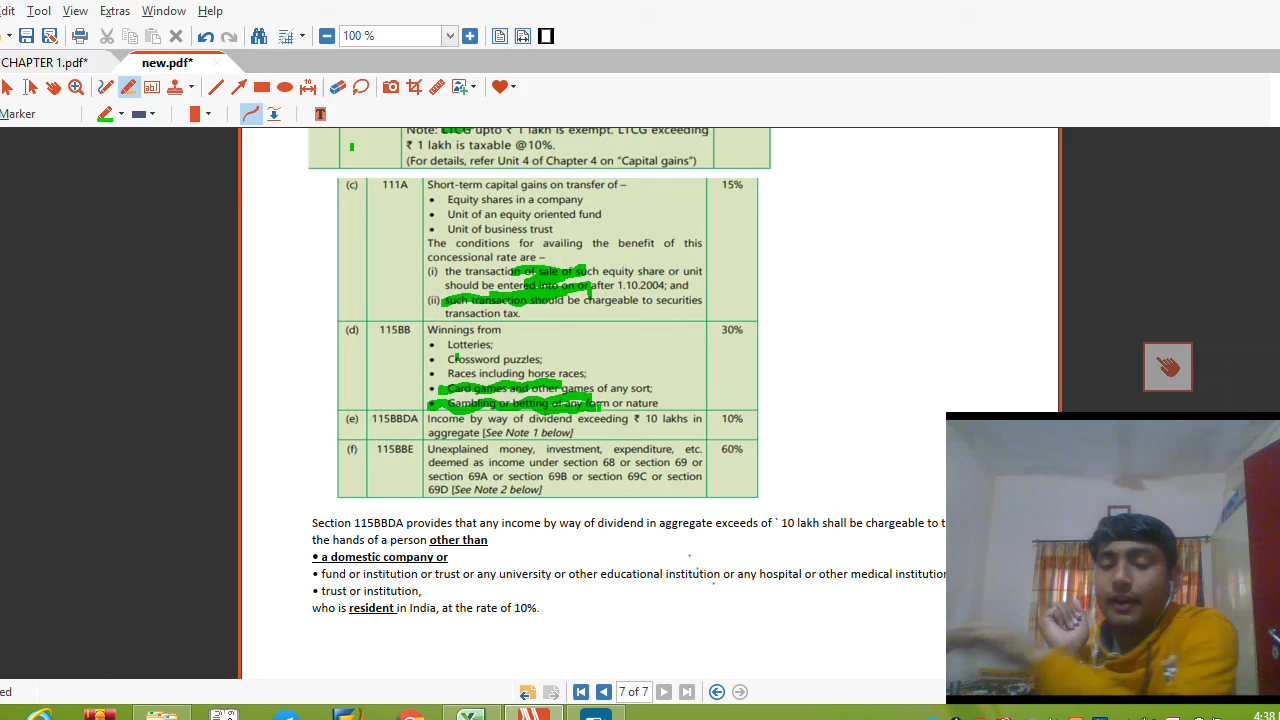 dit Tool View Extras Window Help
100 %
CHAPTER 1.pdf* new.pdf*
10
Marker T
Note: LTCG upto ₹ 1 lakh is exempt. LTCG exceeding
₹ 1 lakh is taxable @10%.
(For details, refer Unit 4 of Chapter 4 on “Capital gains”)
(c) 111A Short-term capital gains on transfer of – 15%
• Equity shares in a company
• Unit of an equity oriented fund
• Unit of business trust
The conditions for availing the benefit of this
concessional rate are –
(i) the transaction of sale of such equity share or unit
should be entered into on or after 1.10.2004; and
(ii) such transaction should be chargeable to securities
transaction tax.
(d) 115BB Winnings from 30%
• Lotteries;
• Crossword puzzles;
• Races including horse races;
• Card games and other games of any sort;
• Gambling or betting of any form or nature
(e) 115BBDA Income by way of dividend exceeding ₹ 10 lakhs in 10%
aggregate [See Note 1 below]
(f) 115BBE Unexplained money, investment, expenditure, etc. 60%
deemed as income under section 68 or section 69 or
section 69A or section 69B or section 69C or section
69D [See Note 2 below]
Section 115BBDA provides that any income by way of dividend in aggregate exceeds of ` 10 lakh shall be chargeable to t
the hands of a person other than
• a domestic company or
• fund or institution or trust or any university or other educational institution or any hospital or other medical institution
• trust or institution,
who is resident in India, at the rate of 10%.
ed 7 of 7
4:38